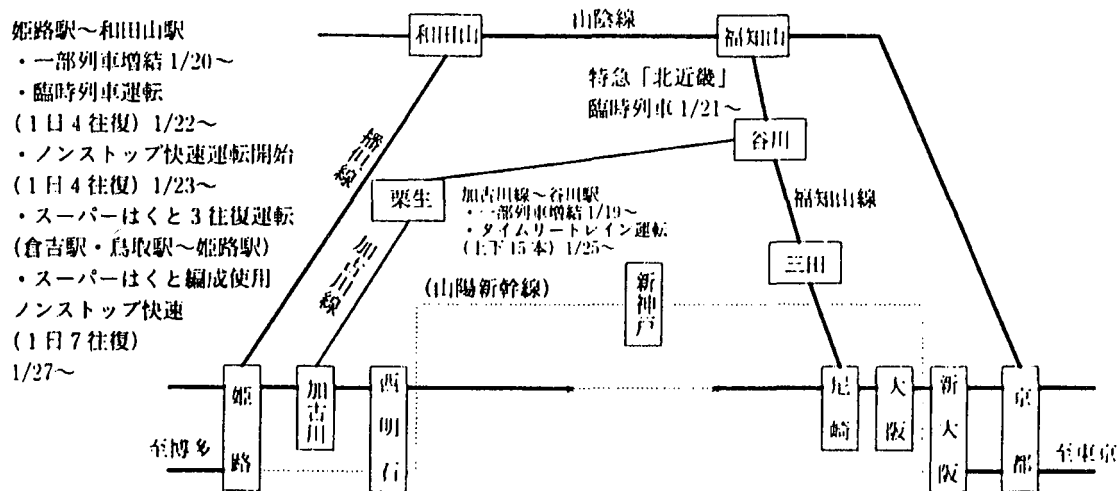 姫路駅~和田山駅
・一部列車増結 1/20~
・臨時列車運転
(1日4往復) 1/22~
・ノンストップ快速運転開始
(1日4往復) 1/23~
・スーパーはくと3往復運転
(倉吉駅・鳥取駅~姫路駅)
・スーパーはくと編成使用
ノンストップ快速
(1日7往復)
1/27~
和田山
山陰線
福知山
特急「北近畿」
臨時列車 1/21~
谷川
播但線
粟生
加古川線~谷川駅
・一部列車増結 1/19~
・タイムリートレイン運転
(上下15本) 1/25~
福知山線
三田
加古川線
(山陽新幹線)
新神戸
姫路
加古川
西明石
尼崎
大阪
新大阪
京都
至博多
至東京